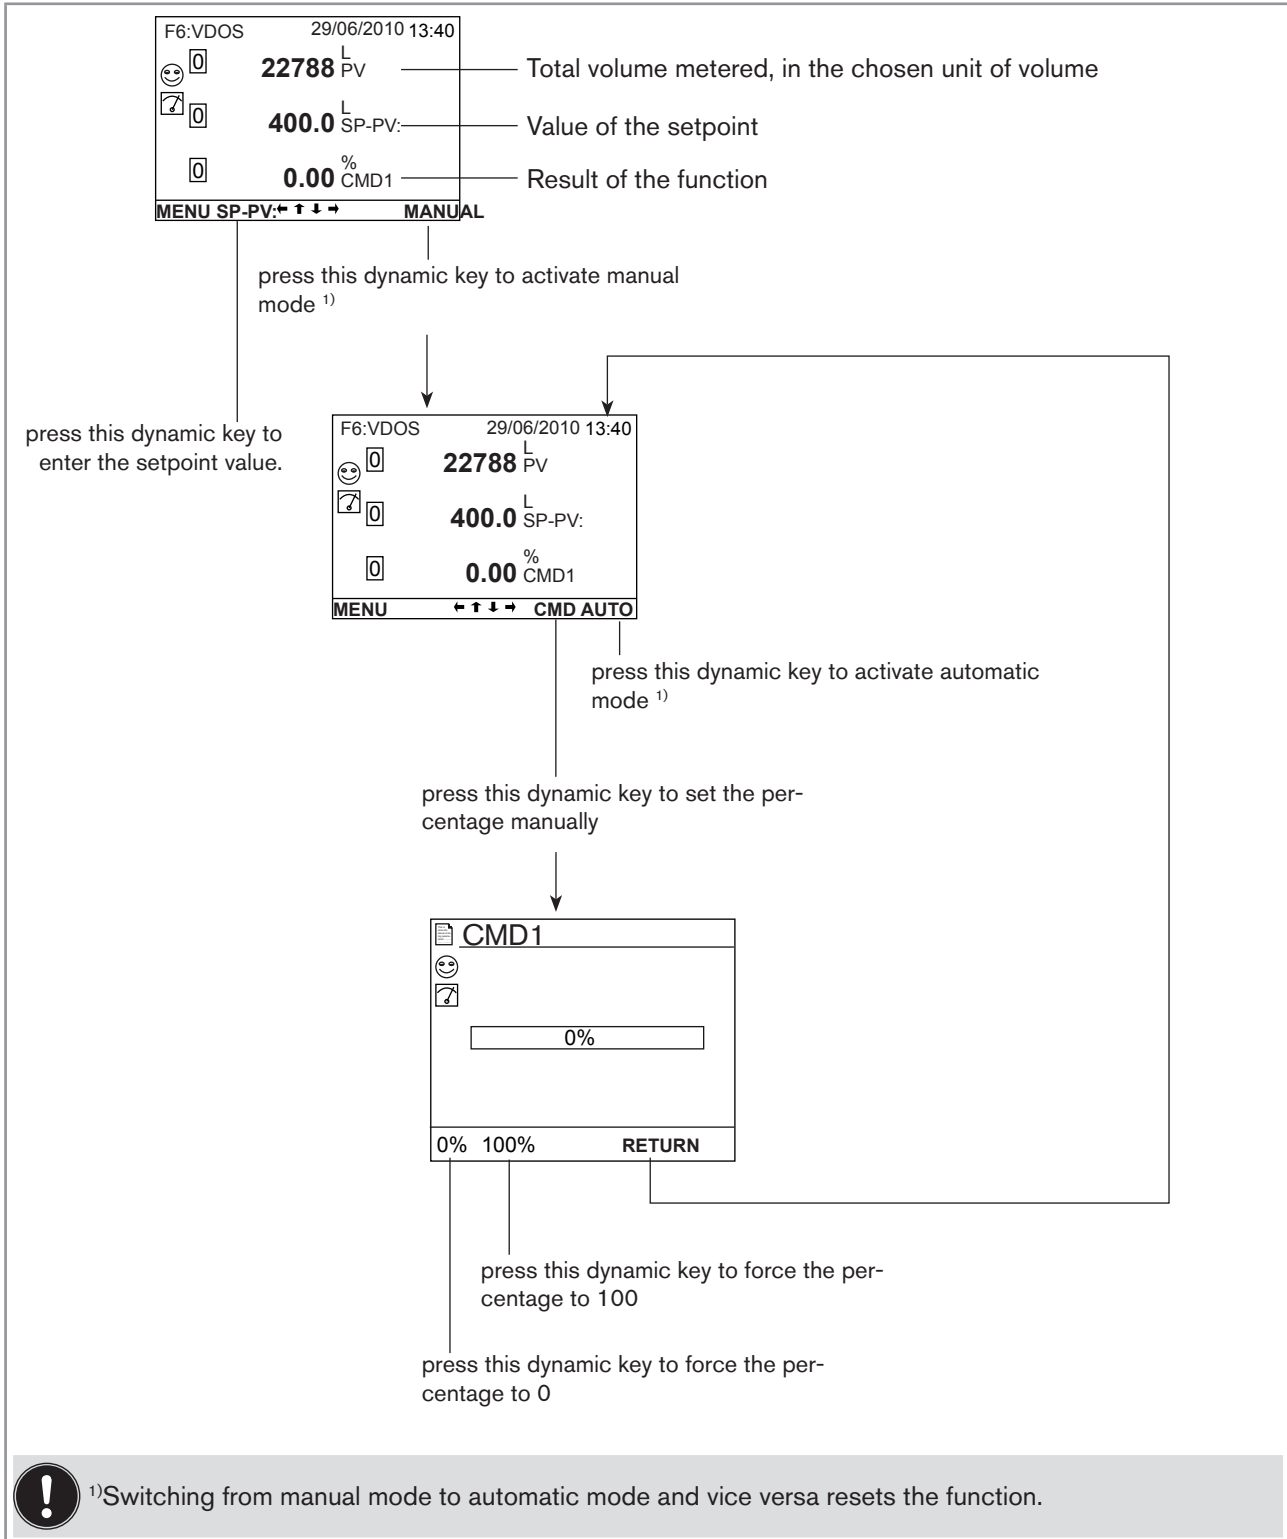 F6:VDOS 29/06/2010 13:40
0 22788 L PV Total volume metered, in the chosen unit of volume
0 400.0 L SP-PV: Value of the setpoint
0 0.00 % CMD1 Result of the function
MENU SP-PV: ← ↑ ↓ → MANUAL
press this dynamic key to activate manual
mode 1)
press this dynamic key to
enter the setpoint value.
F6:VDOS 29/06/2010 13:40
0 22788 L PV
0 400.0 L SP-PV:
0 0.00 % CMD1
MENU ← ↑ ↓ → CMD AUTO
press this dynamic key to activate automatic
mode 1)
press this dynamic key to set the per-
centage manually
CMD1
0%
0% 100% RETURN
press this dynamic key to force the per-
centage to 100
press this dynamic key to force the per-
centage to 0
! 1)Switching from manual mode to automatic mode and vice versa resets the function.